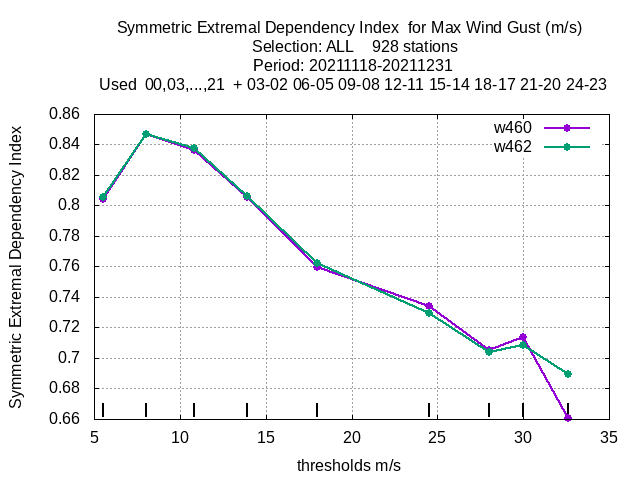 Symmetric Extremal Dependency Index  for Max Wind Gust (m/s)
Selection: ALL    928 stations
Period: 20211118-20211231
Used  00,03,...,21  + 03-02 06-05 09-08 12-11 15-14 18-17 21-20 24-23
w460
w462
Symmetric Extremal Dependency Index
0.86
0.84
0.82
0.8
0.78
0.76
0.74
0.72
0.7
0.68
0.66
5 10 15 20 25 30 35
thresholds m/s